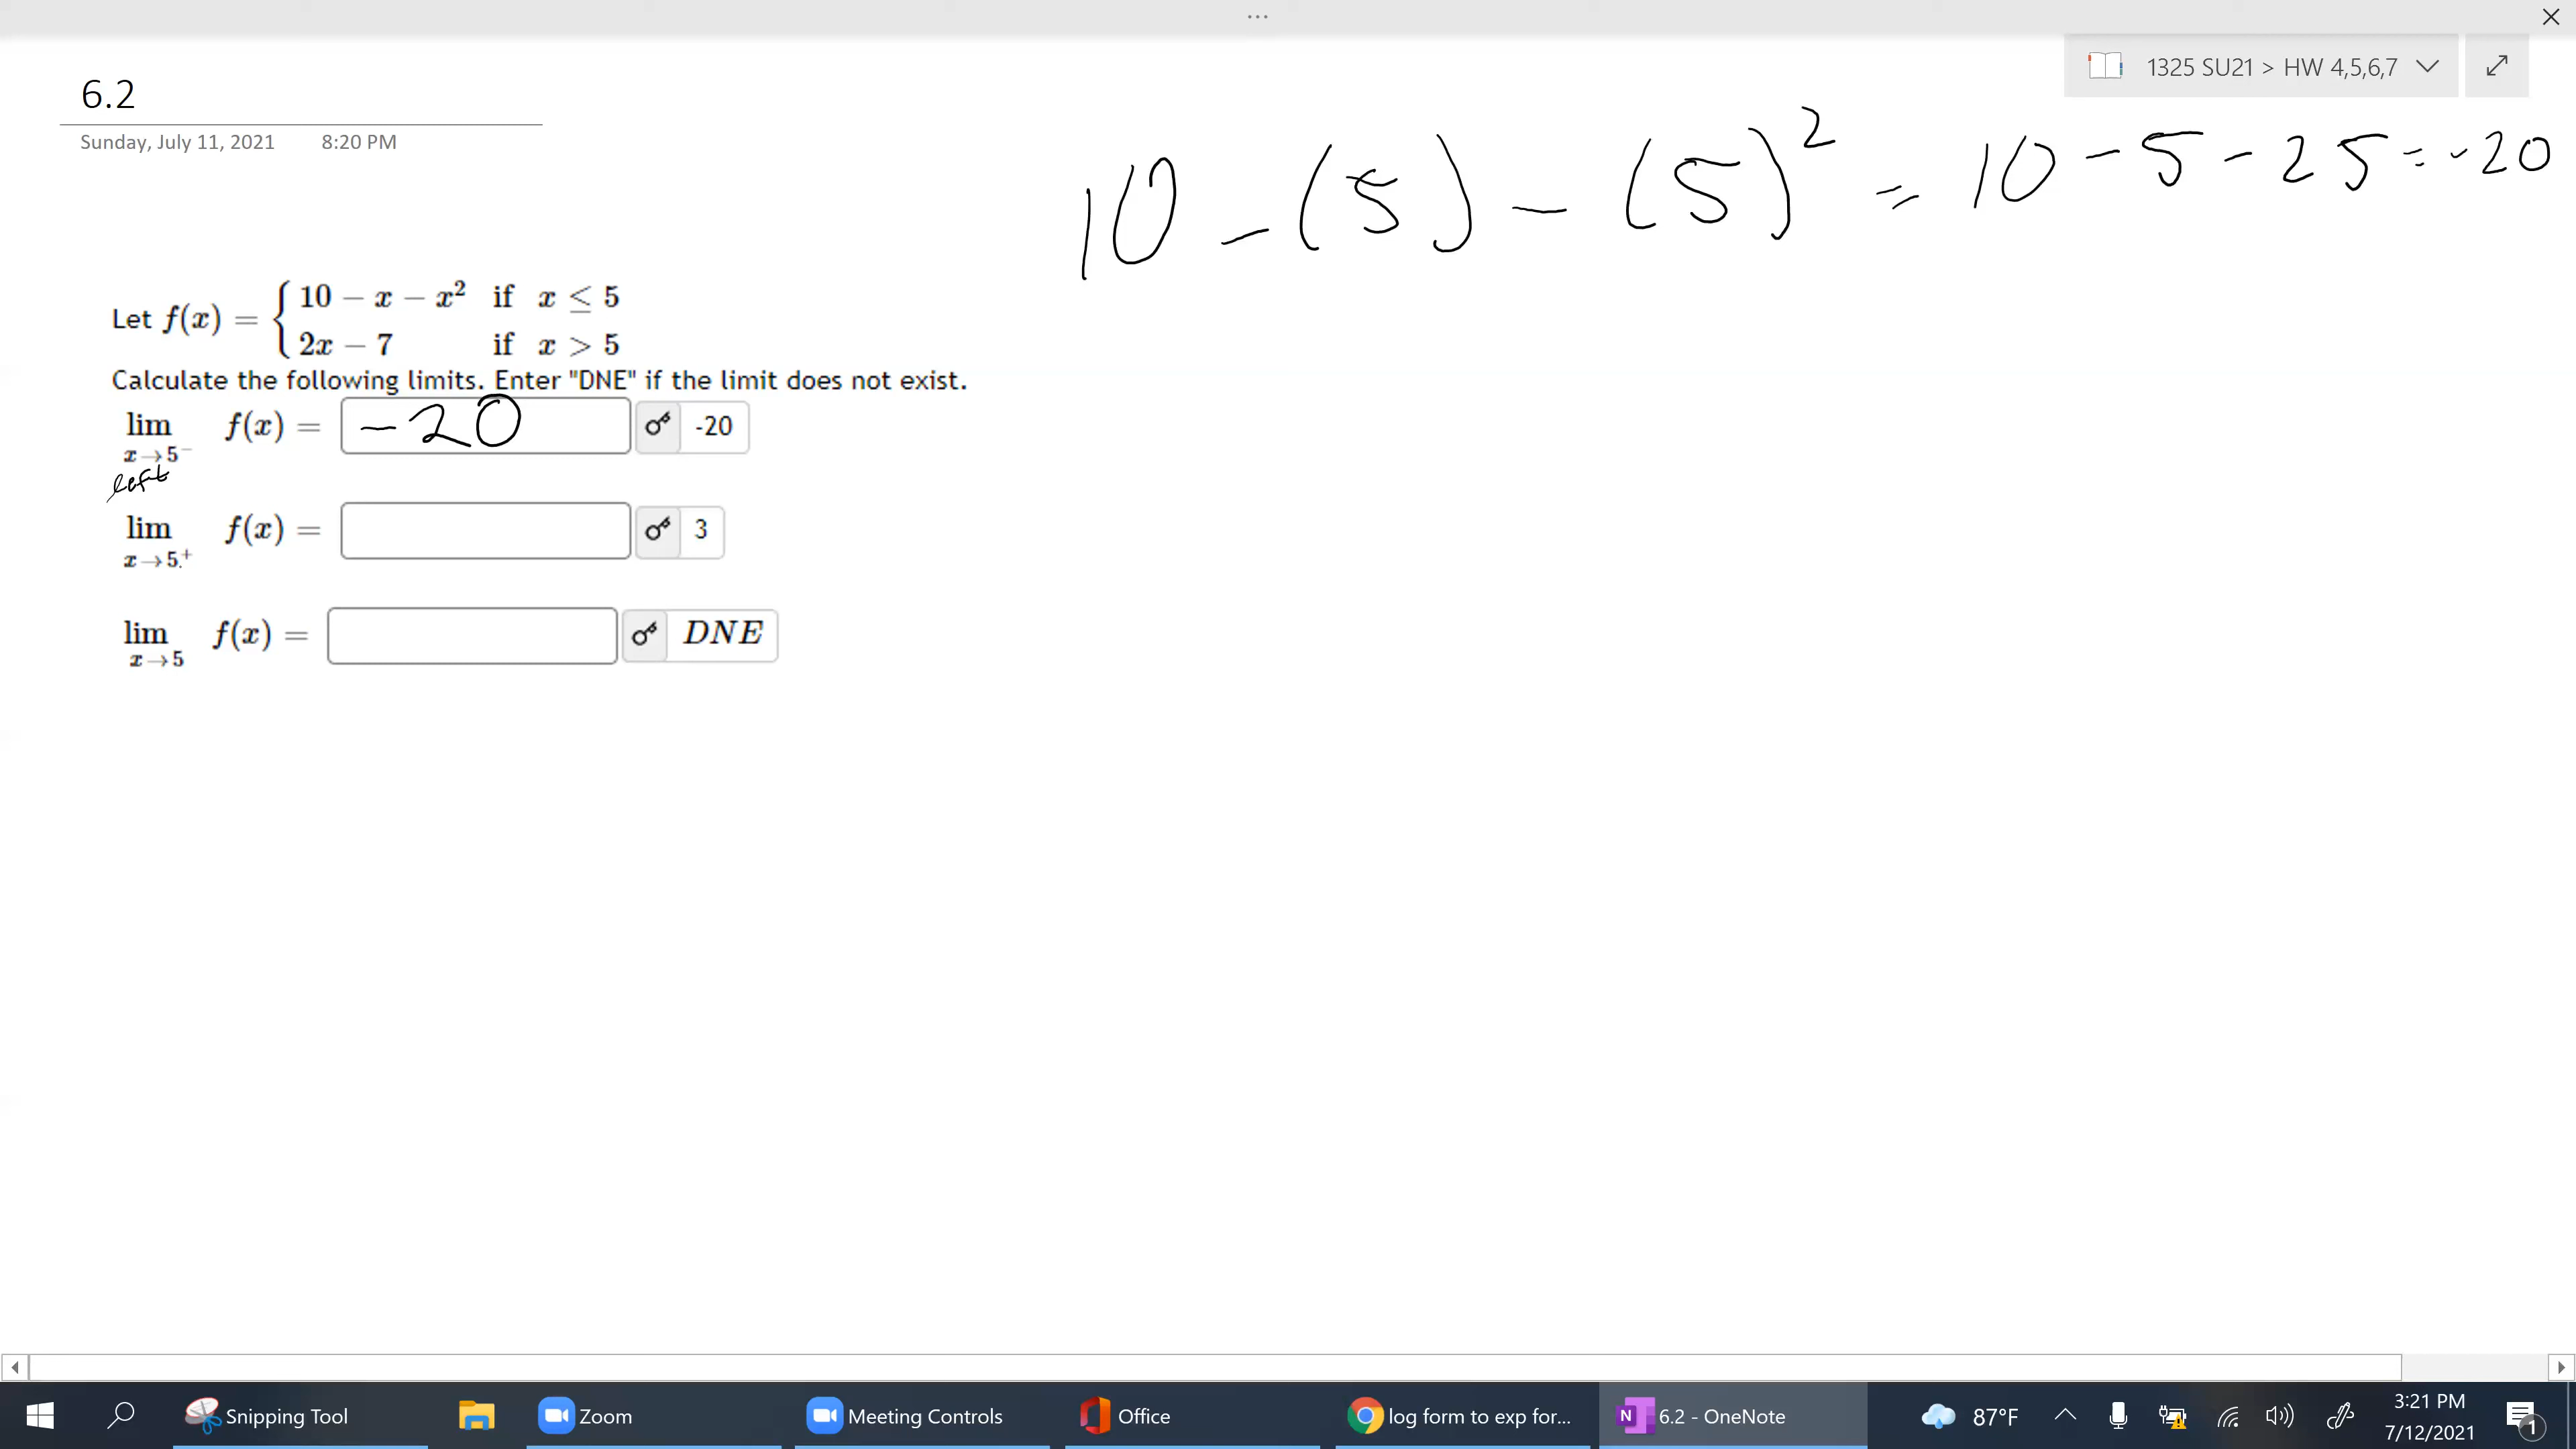 ...
1325 SU21 > HW 4,5,6,7
6.2
Sunday, July 11, 2021 8:20 PM
10 - (5) - (5)² = 10 - 5 - 25 = -20
Let f(x) = { 10 − x − x² if x ≤ 5
2x − 7 if x > 5
Calculate the following limits. Enter "DNE" if the limit does not exist.
lim f(x) = -20 -20
x→5⁻
left
lim f(x) = 3
x→5⁺
lim f(x) = DNE
x→5
Snipping Tool Zoom Meeting Controls Office log form to exp for... 6.2 - OneNote 87°F 3:21 PM
7/12/2021 1